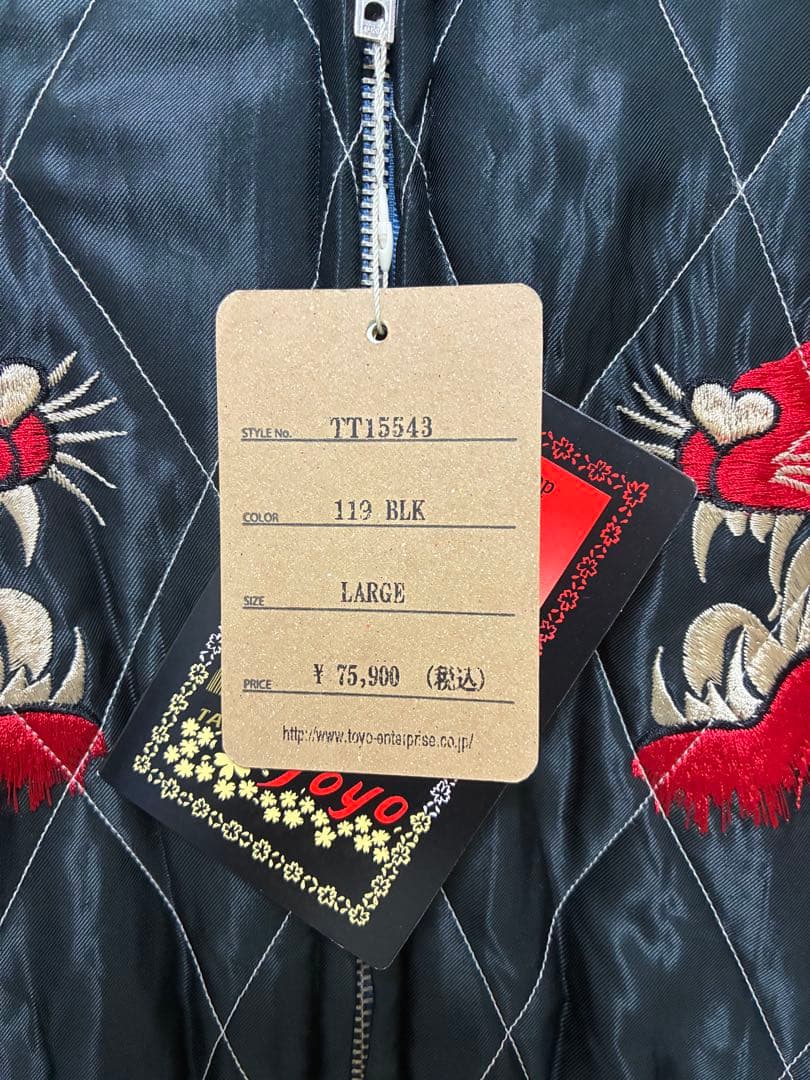 STYLE No. TT15543
COLOR 119 BLK
SIZE LARGE
PRICE ¥ 75,900 (税込)
http://www.toyo-enterprise.co.jp/
TA
Toyo